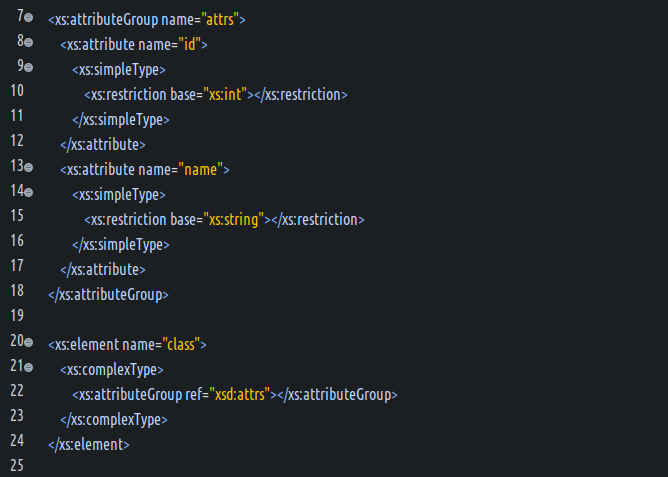 7 <xs:attributeGroup name="attrs">
8 <xs:attribute name="id">
9 <xs:simpleType>
10 <xs:restriction base="xs:int"></xs:restriction>
11 </xs:simpleType>
12 </xs:attribute>
13 <xs:attribute name="name">
14 <xs:simpleType>
15 <xs:restriction base="xs:string"></xs:restriction>
16 </xs:simpleType>
17 </xs:attribute>
18 </xs:attributeGroup>
19
20 <xs:element name="class">
21 <xs:complexType>
22 <xs:attributeGroup ref="xsd:attrs"></xs:attributeGroup>
23 </xs:complexType>
24 </xs:element>
25